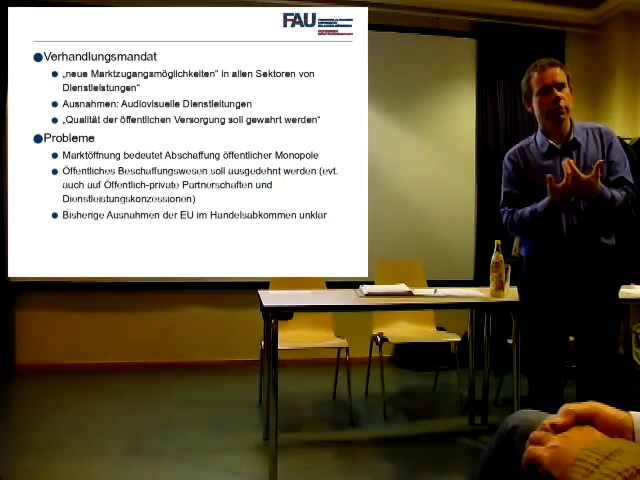 FAU
Verhandlungsmandat
„neue Marktzugangsmöglichkeiten“ in allen Sektoren von
Dienstleistungen“
Ausnahmen: Audiovisuelle Dienstleitungen
„Qualität der öffentlichen Versorgung soll gewahrt werden“
Probleme
Marktöffnung bedeutet Abschaffung öffentlicher Monopole
Öffentliches Beschaffungswesen soll ausgedehnt werden (evt.
auch auf Öffentlich-private Partnerschaften und
Dienstleistungskonzessionen)
Bisherige Ausnahmen der EU im Handelsabkommen unklar